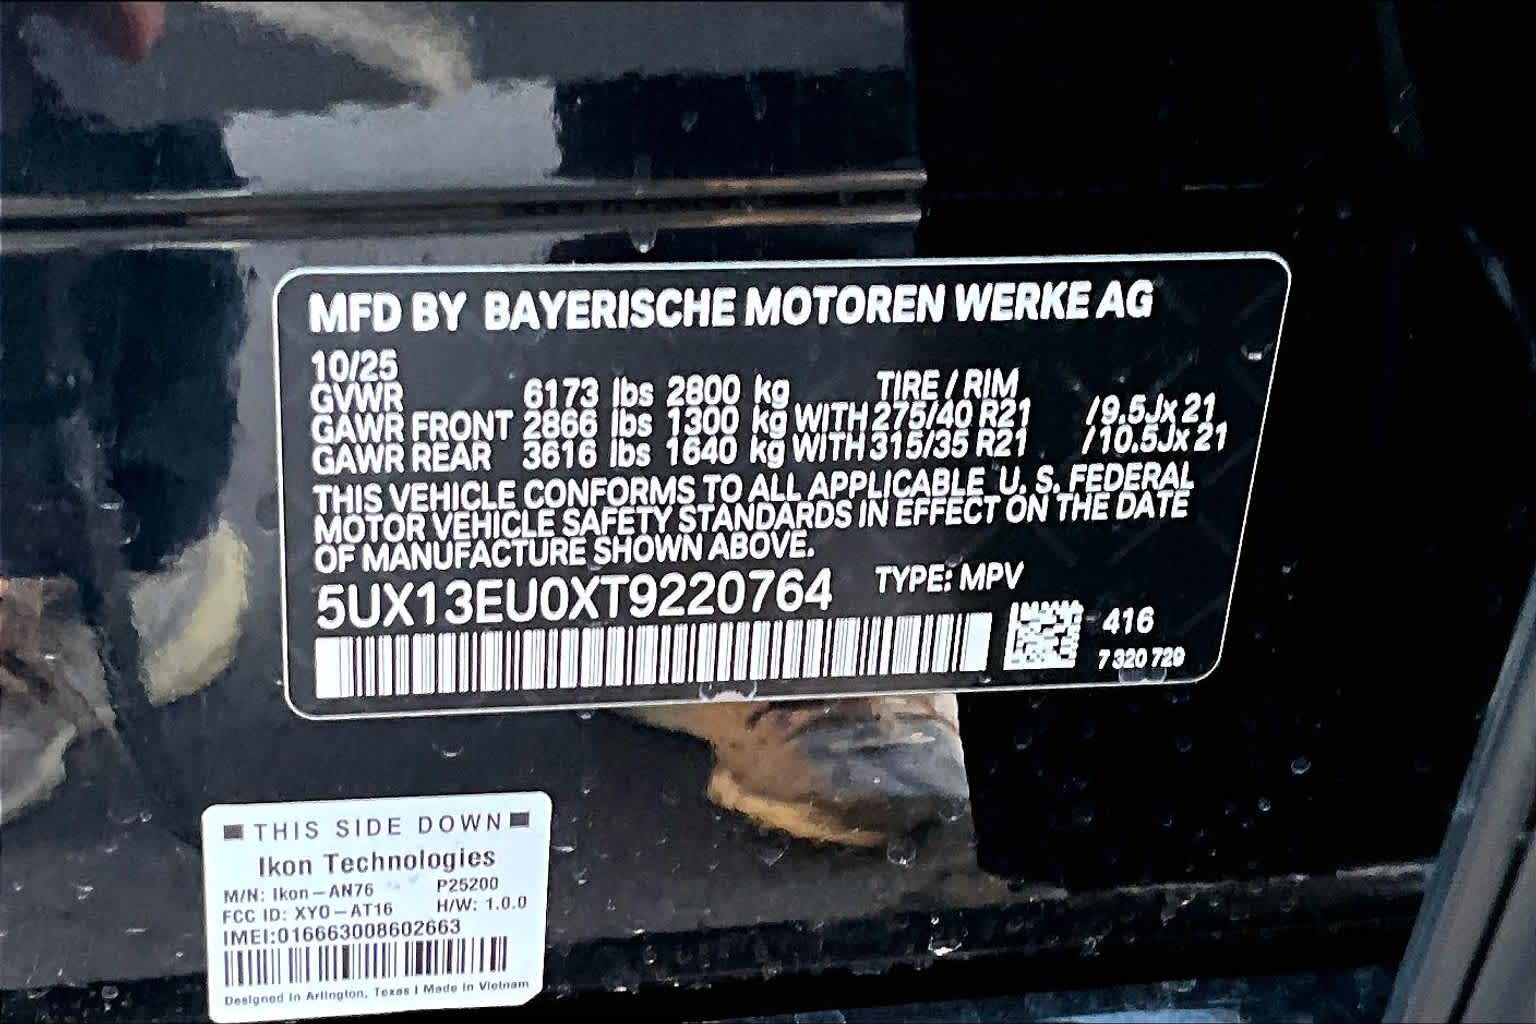 MFD BY BAYERISCHE MOTOREN WERKE AG
10/25
GVWR 6173 lbs 2800 kg TIRE / RIM
GAWR FRONT 2866 lbs 1300 kg WITH 275/40 R21 /9.5Jx21
GAWR REAR 3616 lbs 1640 kg WITH 315/35 R21 /10.5Jx21
THIS VEHICLE CONFORMS TO ALL APPLICABLE U. S. FEDERAL
MOTOR VEHICLE SAFETY STANDARDS IN EFFECT ON THE DATE
OF MANUFACTURE SHOWN ABOVE.
5UX13EU0XT9220764 TYPE: MPV
416
7 320 720
THIS SIDE DOWN
Ikon Technologies
M/N: Ikon-AN76 P25200
FCC ID: XYO-AT16 H/W: 1.0.0
IMEI:016663008602663
Designed in Arlington, Texas | Made in Vietnam